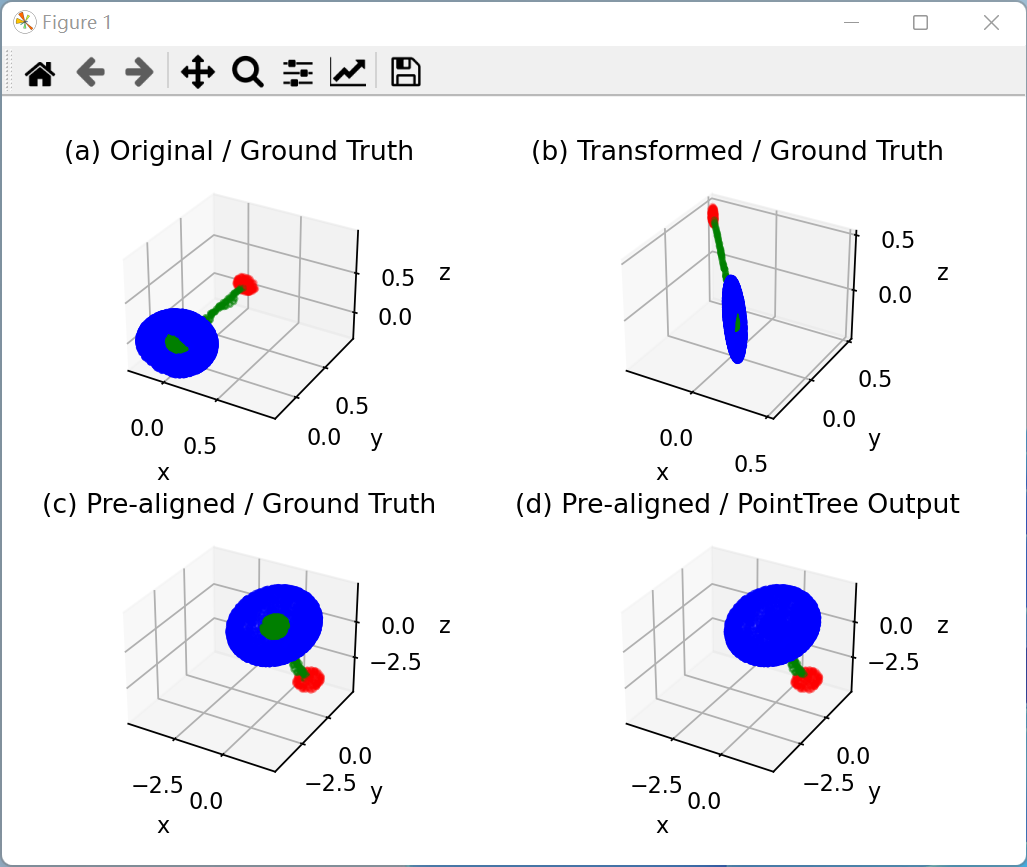 Figure 1
(a) Original / Ground Truth
0.5
z
0.0
0.5
0.0
0.0
y
0.5
x
(b) Transformed / Ground Truth
0.5
z
0.0
0.5
0.0
0.0
y
0.5
x
(c) Pre-aligned / Ground Truth
0.0
z
−2.5
0.0
−2.5
−2.5
y
0.0
x
(d) Pre-aligned / PointTree Output
0.0
z
−2.5
0.0
−2.5
−2.5
y
0.0
x